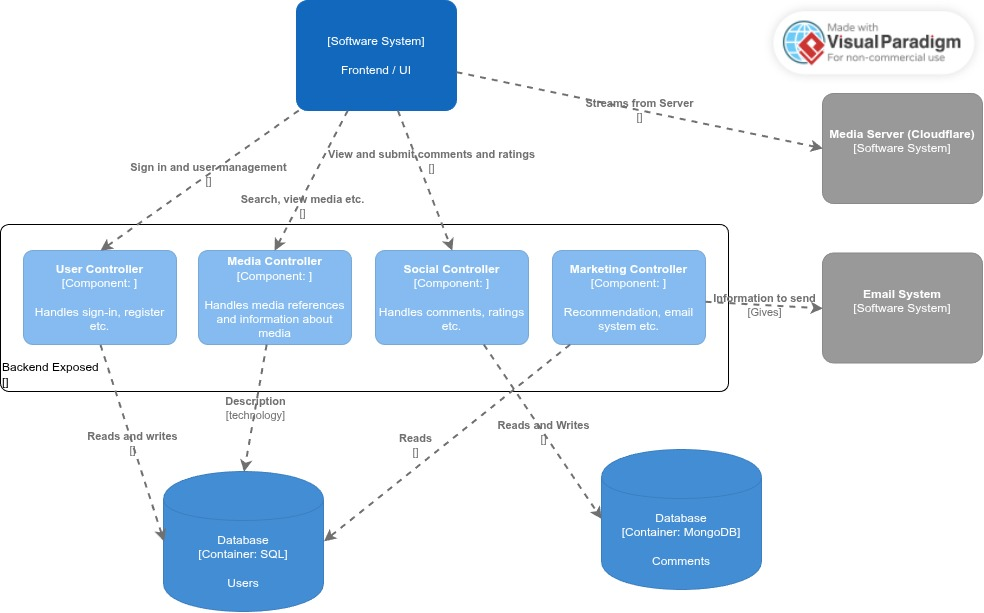 [Software System]
Frontend / UI
Made with
VisualParadigm
For non-commercial use
Streams from Server
[]
Media Server (Cloudflare)
[Software System]
Sign in and user management
[]
View and submit comments and ratings
[]
Search, view media etc.
[]
User Controller
[Component: ]
Handles sign-in, register
etc.
Media Controller
[Component: ]
Handles media references
and information about
media
Social Controller
[Component: ]
Handles comments, ratings
etc.
Marketing Controller
[Component: ]
Recommendation, email
system etc.
Information to send
[Gives]
Email System
[Software System]
Backend Exposed
[]
Description
[technology]
Reads and writes
[]
Reads
[]
Reads and Writes
[]
Database
[Container: SQL]
Users
Database
[Container: MongoDB]
Comments